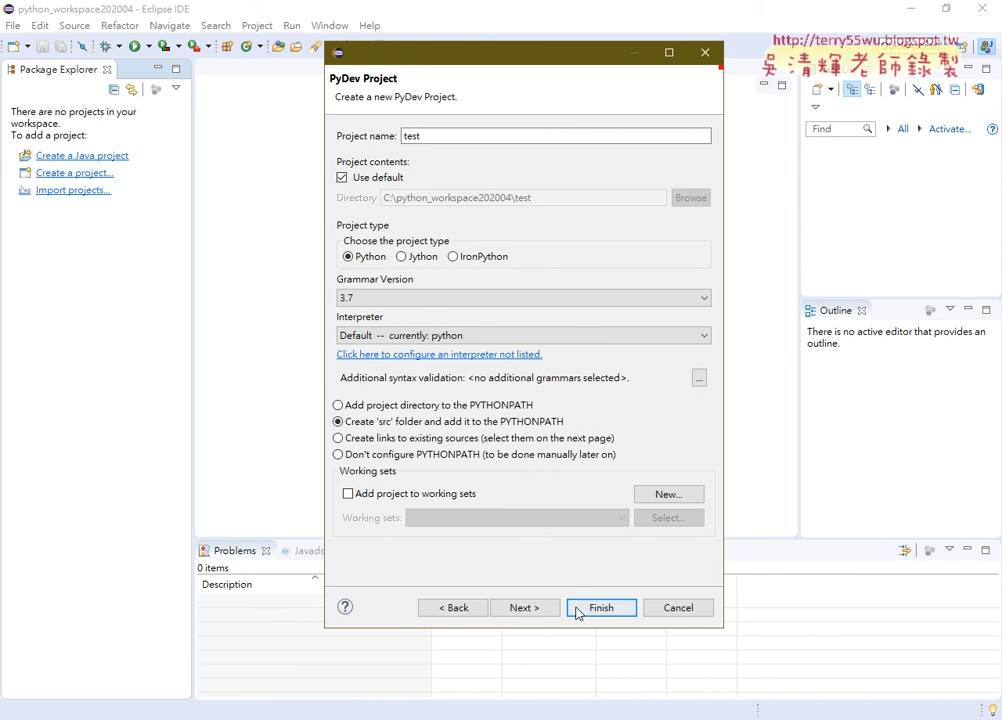 python_workspace202004 - Eclipse IDE
File Edit Source Refactor Navigate Search Project Run Window Help
http://terry55wu.blogspot.tw
吳清輝老師錄製
Package Explorer
There are no projects in your
workspace.
To add a project:
Create a Java project
Create a project...
Import projects...
PyDev Project
Create a new PyDev Project.
Project name: test
Project contents:
Use default
Directory C:\python_workspace202004\test Browse
Project type
Choose the project type
Python Jython IronPython
Grammar Version
3.7
Interpreter
Default -- currently: python
Click here to configure an interpreter not listed.
Additional syntax validation: <no additional grammars selected>. ...
Add project directory to the PYTHONPATH
Create 'src' folder and add it to the PYTHONPATH
Create links to existing sources (select them on the next page)
Don't configure PYTHONPATH (to be done manually later on)
Working sets
Add project to working sets New...
Working sets: Select...
? < Back Next > Finish Cancel
Find All Activate... ?
Outline
There is no active editor that provides an
outline.
Problems @ Javado
0 items
Description